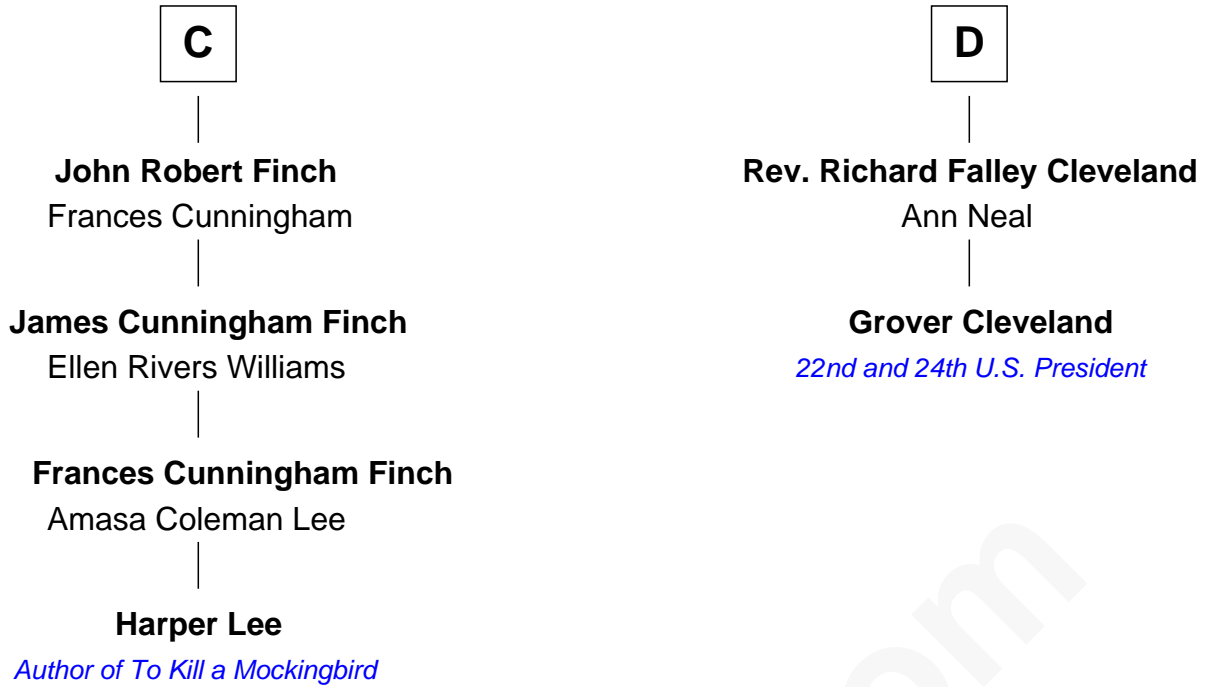 C
John Robert Finch
Frances Cunningham
James Cunningham Finch
Ellen Rivers Williams
Frances Cunningham Finch
Amasa Coleman Lee
Harper Lee
Author of To Kill a Mockingbird
D
Rev. Richard Falley Cleveland
Ann Neal
Grover Cleveland
22nd and 24th U.S. President
om